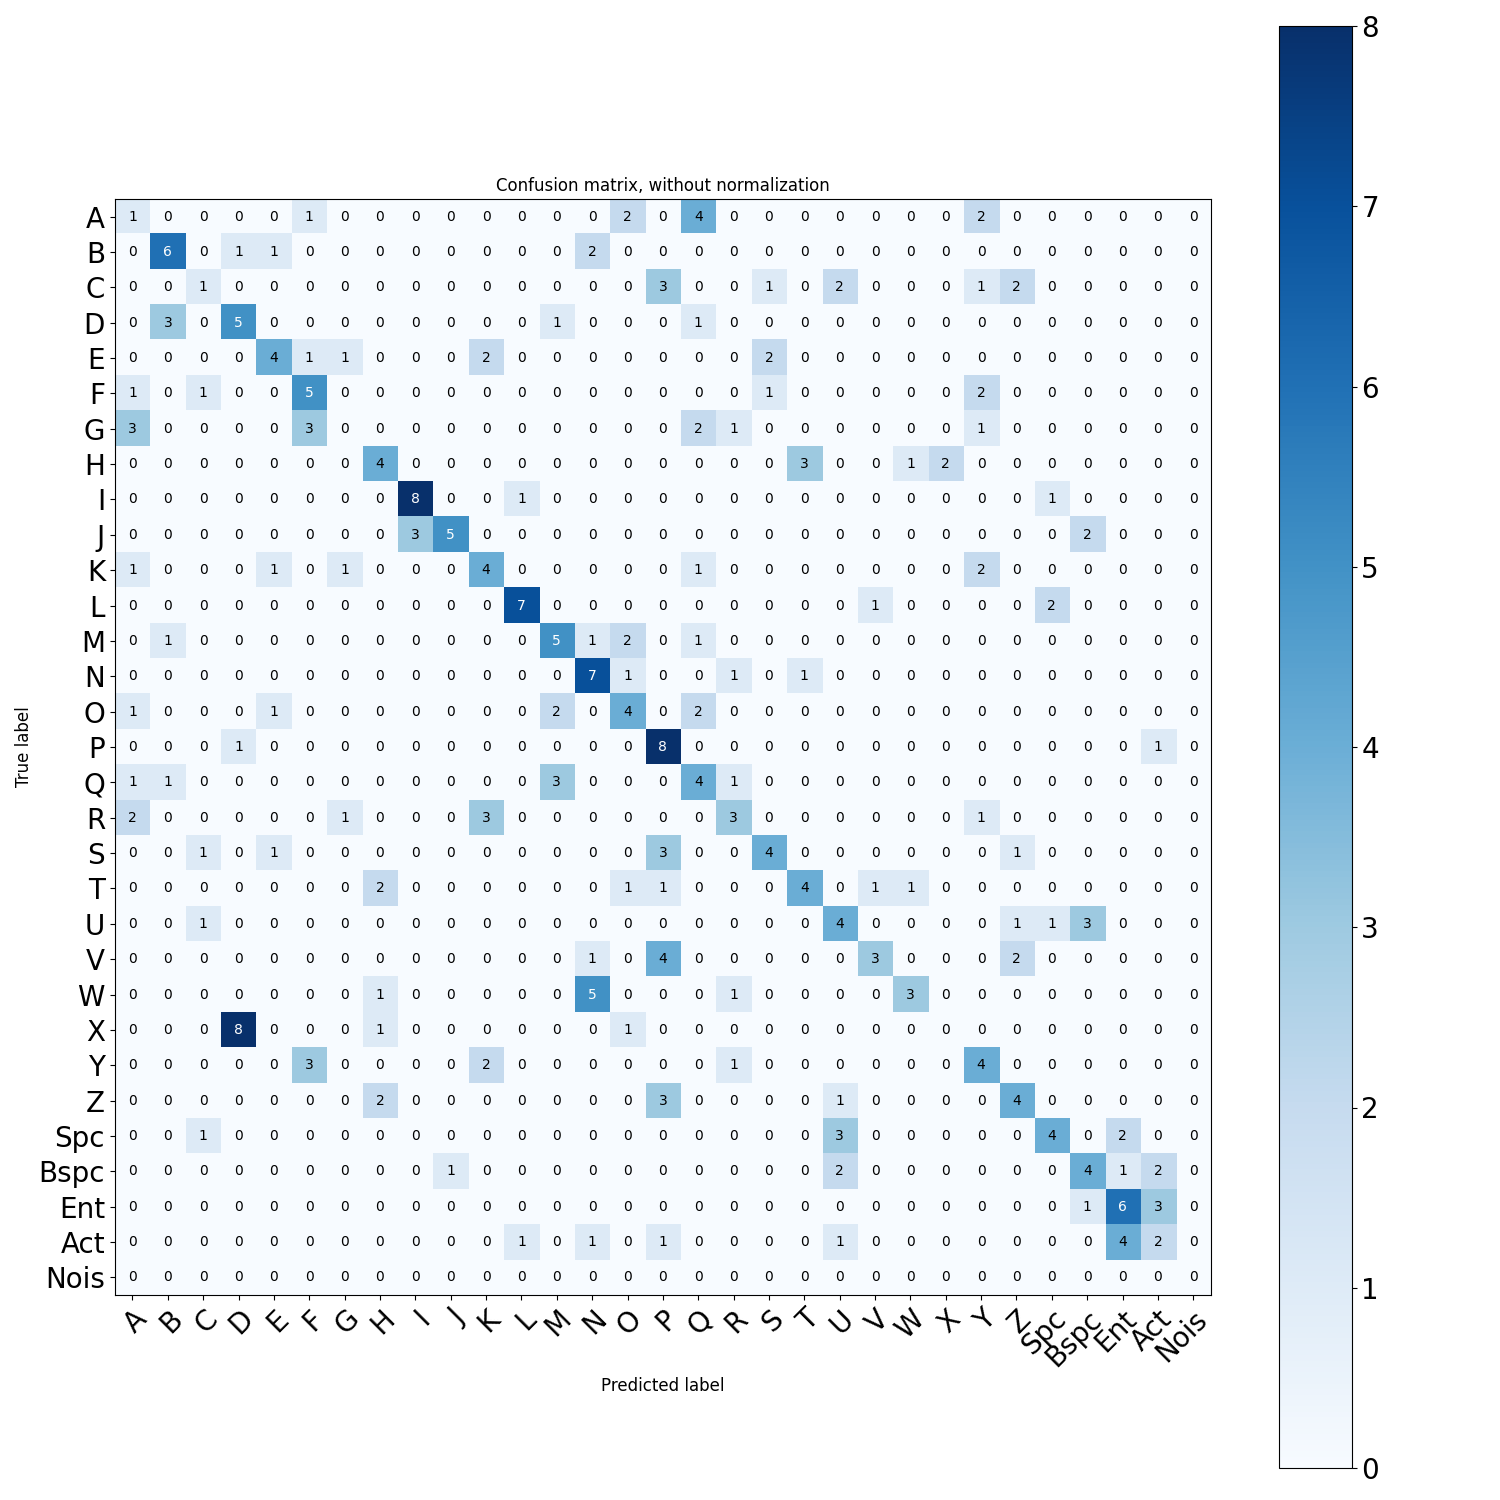 Confusion matrix, without normalization
True label
A 1 0 0 0 0 1 0 0 0 0 0 0 0 0 2 0 4 0 0 0 0 0 0 0 2 0 0 0 0 0 0
B 0 6 0 1 1 0 0 0 0 0 0 0 0 2 0 0 0 0 0 0 0 0 0 0 0 0 0 0 0 0 0
C 0 0 1 0 0 0 0 0 0 0 0 0 0 0 0 3 0 0 1 0 2 0 0 0 1 2 0 0 0 0 0
D 0 3 0 5 0 0 0 0 0 0 0 0 1 0 0 0 1 0 0 0 0 0 0 0 0 0 0 0 0 0 0
E 0 0 0 0 4 1 1 0 0 0 2 0 0 0 0 0 0 0 2 0 0 0 0 0 0 0 0 0 0 0 0
F 1 0 1 0 0 5 0 0 0 0 0 0 0 0 0 0 0 0 1 0 0 0 0 0 2 0 0 0 0 0 0
G 3 0 0 0 0 3 0 0 0 0 0 0 0 0 0 0 2 1 0 0 0 0 0 0 1 0 0 0 0 0 0
H 0 0 0 0 0 0 0 4 0 0 0 0 0 0 0 0 0 0 0 3 0 0 1 2 0 0 0 0 0 0 0
I 0 0 0 0 0 0 0 0 8 0 0 1 0 0 0 0 0 0 0 0 0 0 0 0 0 0 1 0 0 0 0
J 0 0 0 0 0 0 0 0 3 5 0 0 0 0 0 0 0 0 0 0 0 0 0 0 0 0 0 2 0 0 0
K 1 0 0 0 1 0 1 0 0 0 4 0 0 0 0 0 1 0 0 0 0 0 0 0 2 0 0 0 0 0 0
L 0 0 0 0 0 0 0 0 0 0 0 7 0 0 0 0 0 0 0 0 0 1 0 0 0 0 2 0 0 0 0
M 0 1 0 0 0 0 0 0 0 0 0 0 5 1 2 0 1 0 0 0 0 0 0 0 0 0 0 0 0 0 0
N 0 0 0 0 0 0 0 0 0 0 0 0 0 7 1 0 0 1 0 1 0 0 0 0 0 0 0 0 0 0 0
O 1 0 0 0 1 0 0 0 0 0 0 0 2 0 4 0 2 0 0 0 0 0 0 0 0 0 0 0 0 0 0
P 0 0 0 1 0 0 0 0 0 0 0 0 0 0 0 8 0 0 0 0 0 0 0 0 0 0 0 0 0 1 0
Q 1 1 0 0 0 0 0 0 0 0 0 0 3 0 0 0 4 1 0 0 0 0 0 0 0 0 0 0 0 0 0
R 2 0 0 0 0 0 1 0 0 0 3 0 0 0 0 0 0 3 0 0 0 0 0 0 1 0 0 0 0 0 0
S 0 0 1 0 1 0 0 0 0 0 0 0 0 0 0 3 0 0 4 0 0 0 0 0 0 1 0 0 0 0 0
T 0 0 0 0 0 0 0 2 0 0 0 0 0 0 1 1 0 0 0 4 0 1 1 0 0 0 0 0 0 0 0
U 0 0 1 0 0 0 0 0 0 0 0 0 0 0 0 0 0 0 0 0 4 0 0 0 0 1 1 3 0 0 0
V 0 0 0 0 0 0 0 0 0 0 0 0 0 1 0 4 0 0 0 0 0 3 0 0 0 2 0 0 0 0 0
W 0 0 0 0 0 0 0 1 0 0 0 0 0 5 0 0 0 1 0 0 0 0 3 0 0 0 0 0 0 0 0
X 0 0 0 8 0 0 0 1 0 0 0 0 0 0 1 0 0 0 0 0 0 0 0 0 0 0 0 0 0 0 0
Y 0 0 0 0 0 3 0 0 0 0 2 0 0 0 0 0 0 1 0 0 0 0 0 0 4 0 0 0 0 0 0
Z 0 0 0 0 0 0 0 2 0 0 0 0 0 0 0 3 0 0 0 0 1 0 0 0 0 4 0 0 0 0 0
Spc 0 0 1 0 0 0 0 0 0 0 0 0 0 0 0 0 0 0 0 0 3 0 0 0 0 0 4 0 2 0 0
Bspc 0 0 0 0 0 0 0 0 0 1 0 0 0 0 0 0 0 0 0 0 2 0 0 0 0 0 0 4 1 2 0
Ent 0 0 0 0 0 0 0 0 0 0 0 0 0 0 0 0 0 0 0 0 0 0 0 0 0 0 0 1 6 3 0
Act 0 0 0 0 0 0 0 0 0 0 0 1 0 1 0 1 0 0 0 0 1 0 0 0 0 0 0 0 4 2 0
Nois 0 0 0 0 0 0 0 0 0 0 0 0 0 0 0 0 0 0 0 0 0 0 0 0 0 0 0 0 0 0 0
A B C D E F G H I J K L M N O P Q R S T U V W X Y Z Spc Bspc Ent Act Nois
Predicted label
8
7
6
5
4
3
2
1
0